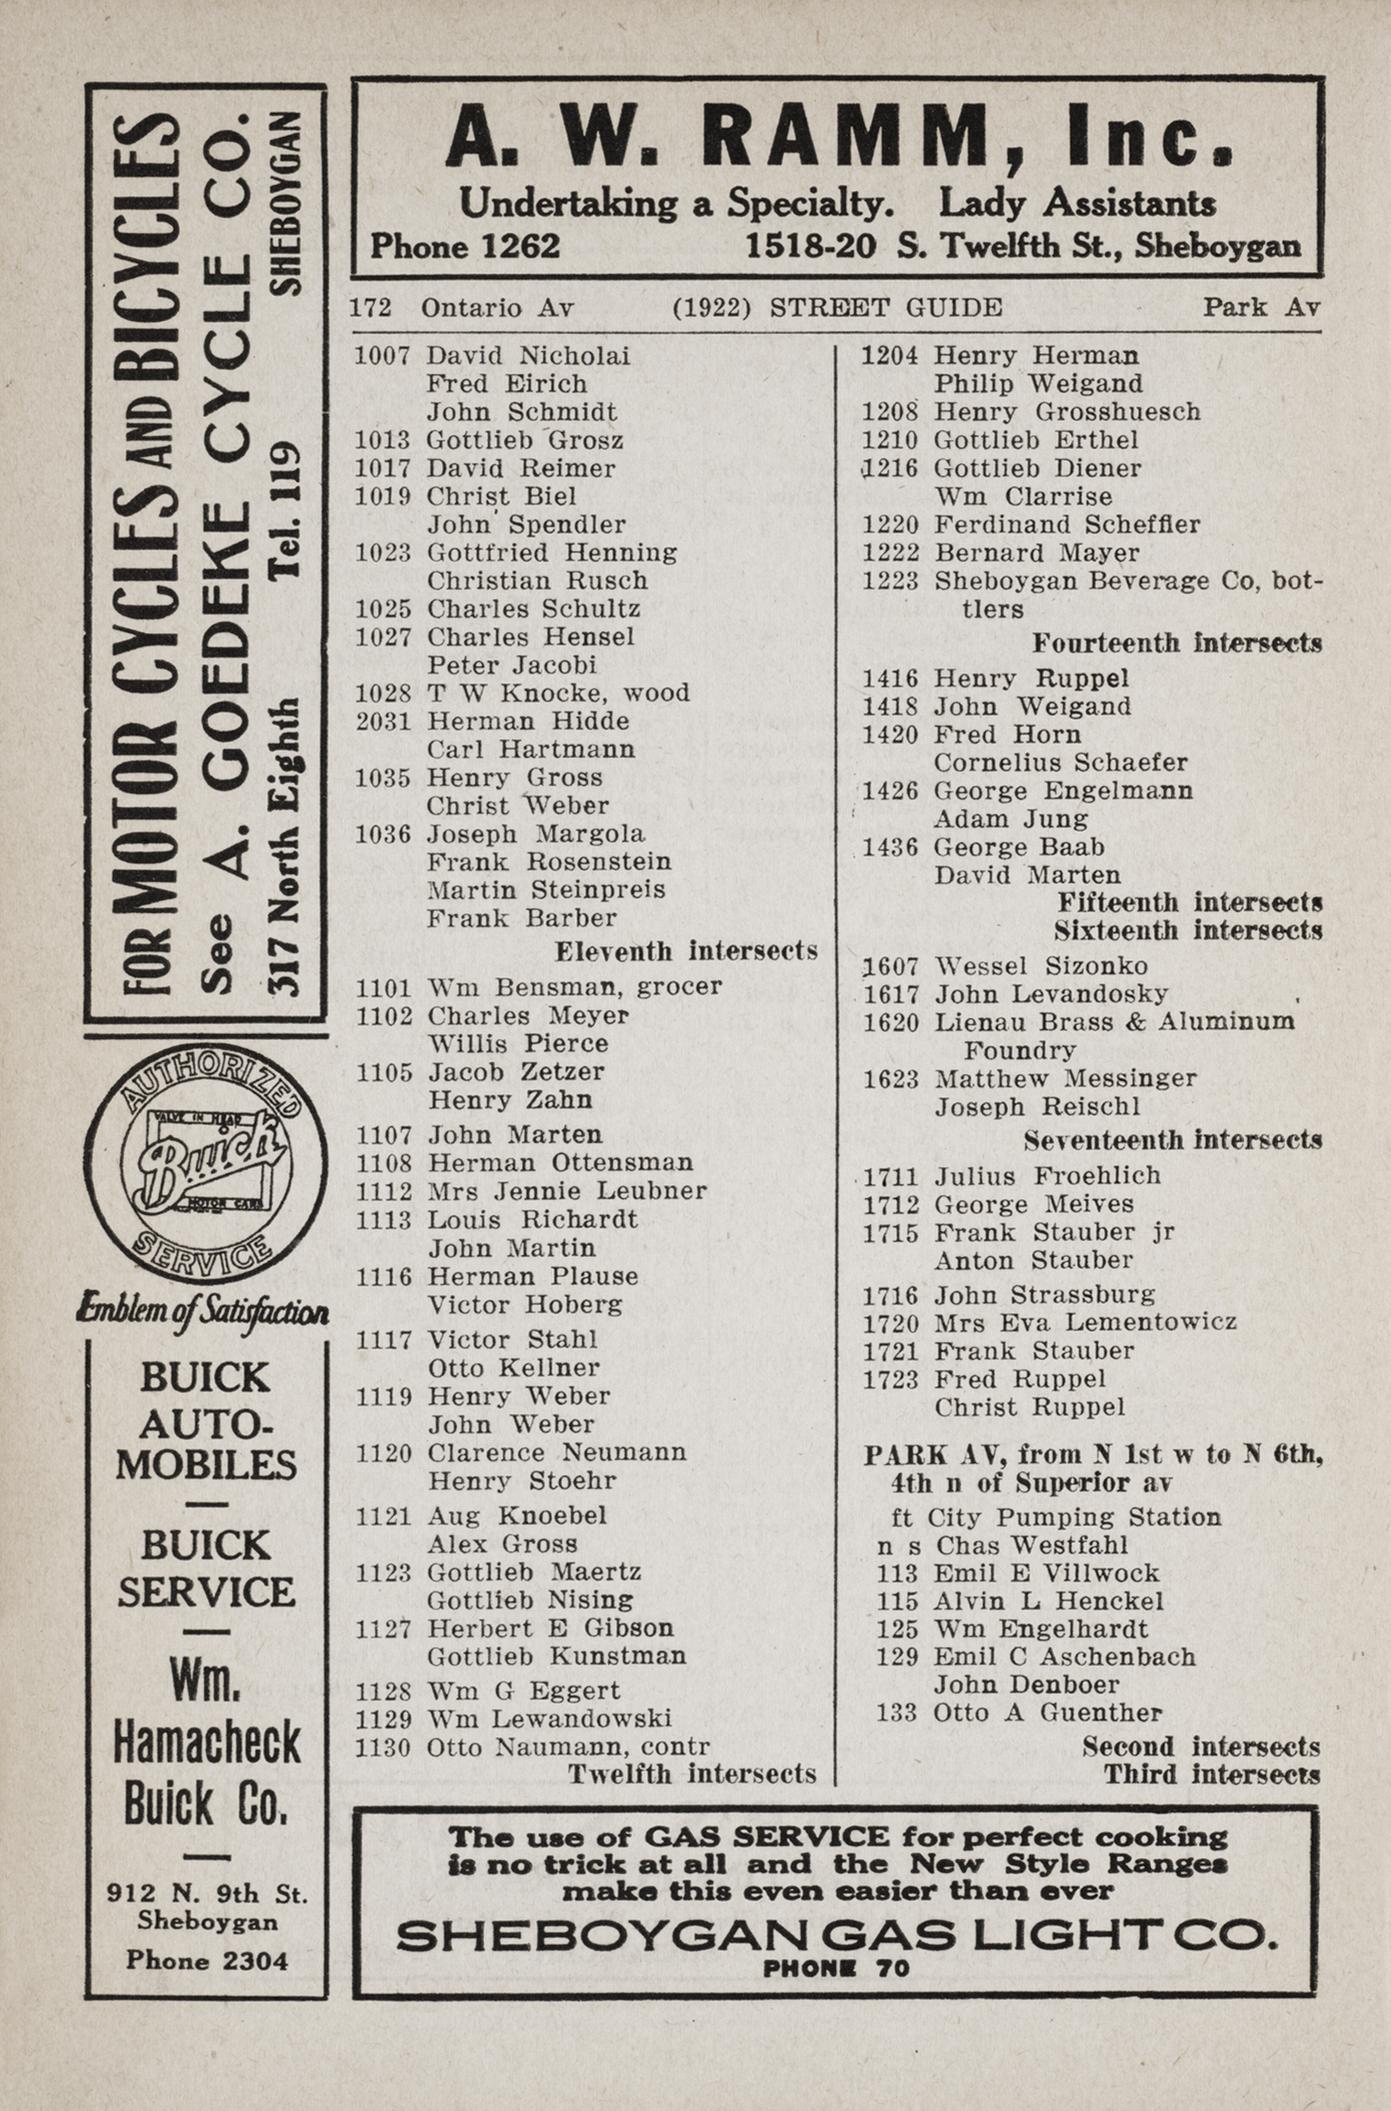 FOR MOTOR CYCLES AND BICYCLES
See A. GOEDEKE CYCLE CO.
317 North Eighth Tel. 119 SHEBOYGAN
AUTHORIZED
VALVE IN HEAD
Buick
MOTOR CARS
SERVICE
Emblem of Satisfaction
BUICK
AUTO-
MOBILES
BUICK
SERVICE
Wm.
Hamacheck
Buick Co.
912 N. 9th St.
Sheboygan
Phone 2304
A. W. RAMM, Inc.
Undertaking a Specialty. Lady Assistants
Phone 1262 1518-20 S. Twelfth St., Sheboygan
172 Ontario Av (1922) STREET GUIDE Park Av
1007 David Nicholai
Fred Eirich
John Schmidt
1013 Gottlieb Grosz
1017 David Reimer
1019 Christ Biel
John Spendler
1023 Gottfried Henning
Christian Rusch
1025 Charles Schultz
1027 Charles Hensel
Peter Jacobi
1028 T W Knocke, wood
2031 Herman Hidde
Carl Hartmann
1035 Henry Gross
Christ Weber
1036 Joseph Margola
Frank Rosenstein
Martin Steinpreis
Frank Barber
Eleventh intersects
1101 Wm Bensman, grocer
1102 Charles Meyer
Willis Pierce
1105 Jacob Zetzer
Henry Zahn
1107 John Marten
1108 Herman Ottensman
1112 Mrs Jennie Leubner
1113 Louis Richardt
John Martin
1116 Herman Plause
Victor Hoberg
1117 Victor Stahl
Otto Kellner
1119 Henry Weber
John Weber
1120 Clarence Neumann
Henry Stoehr
1121 Aug Knoebel
Alex Gross
1123 Gottlieb Maertz
Gottlieb Nising
1127 Herbert E Gibson
Gottlieb Kunstman
1128 Wm G Eggert
1129 Wm Lewandowski
1130 Otto Naumann, contr
Twelfth intersects
1204 Henry Herman
Philip Weigand
1208 Henry Grosshuesch
1210 Gottlieb Erthel
1216 Gottlieb Diener
Wm Clarrise
1220 Ferdinand Scheffler
1222 Bernard Mayer
1223 Sheboygan Beverage Co, bot-
tlers
Fourteenth intersects
1416 Henry Ruppel
1418 John Weigand
1420 Fred Horn
Cornelius Schaefer
1426 George Engelmann
Adam Jung
1436 George Baab
David Marten
Fifteenth intersects
Sixteenth intersects
1607 Wessel Sizonko
1617 John Levandosky
1620 Lienau Brass & Aluminum
Foundry
1623 Matthew Messinger
Joseph Reischl
Seventeenth intersects
1711 Julius Froehlich
1712 George Meives
1715 Frank Stauber jr
Anton Stauber
1716 John Strassburg
1720 Mrs Eva Lementowicz
1721 Frank Stauber
1723 Fred Ruppel
Christ Ruppel
PARK AV, from N 1st w to N 6th,
4th n of Superior av
ft City Pumping Station
n s Chas Westfahl
113 Emil E Villwock
115 Alvin L Henckel
125 Wm Engelhardt
129 Emil C Aschenbach
John Denboer
133 Otto A Guenther
Second intersects
Third intersects
The use of GAS SERVICE for perfect cooking
is no trick at all and the New Style Ranges
make this even easier than ever
SHEBOYGAN GAS LIGHT CO.
PHONE 70